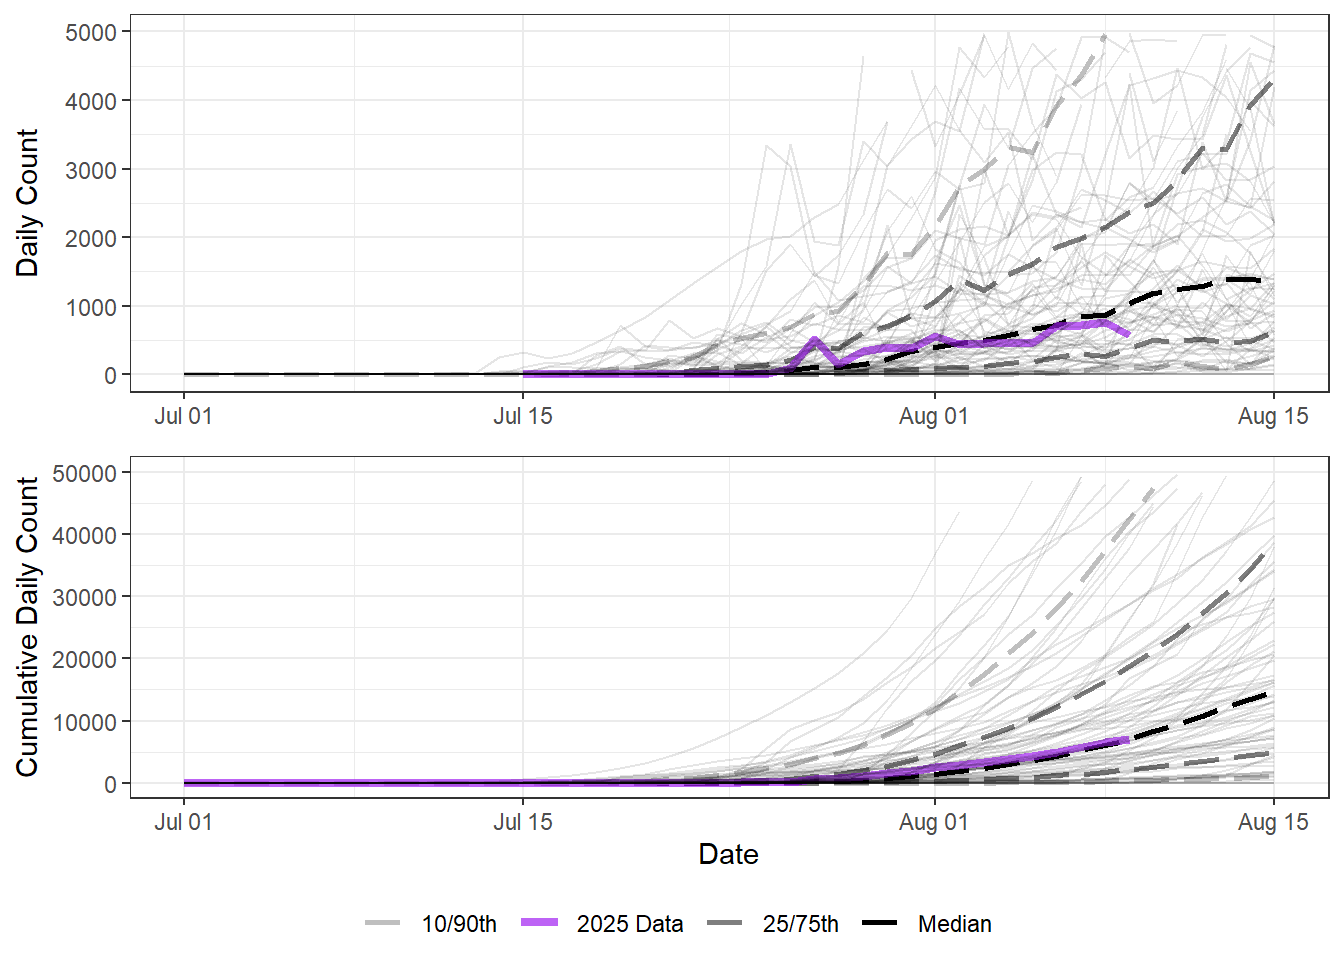 Daily Count
5000
4000
3000
2000
1000
0
Jul 01 Jul 15 Aug 01 Aug 15
Cumulative Daily Count
50000
40000
30000
20000
10000
0
Jul 01 Jul 15 Aug 01 Aug 15
Date
10/90th 2025 Data 25/75th Median